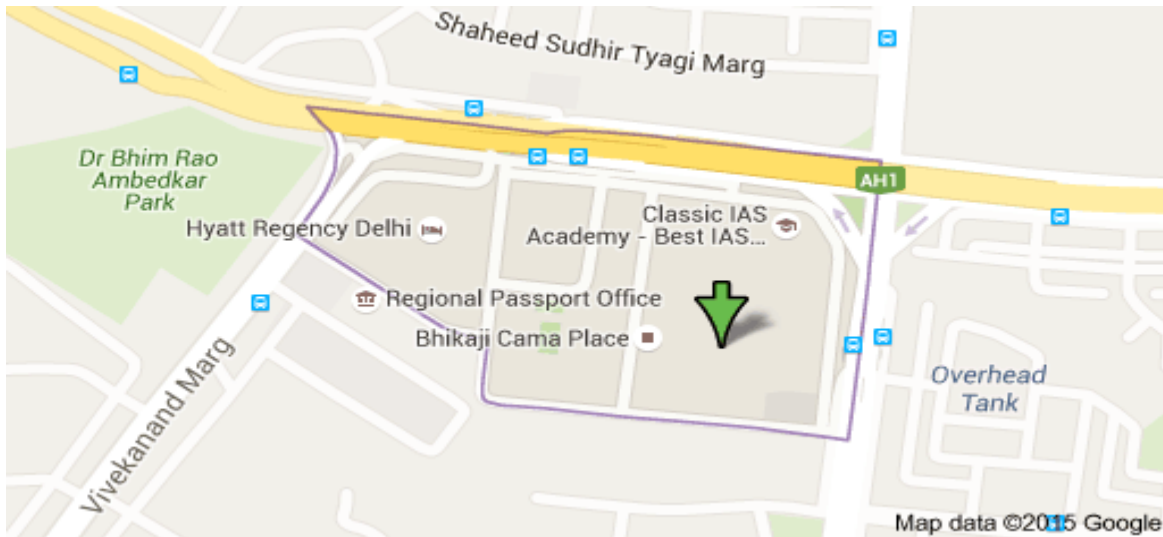 Shaheed Sudhir Tyagi Marg
Dr Bhim Rao
Ambedkar
Park
AH1
Hyatt Regency Delhi
Classic IAS
Academy - Best IAS...
Regional Passport Office
Bhikaji Cama Place
Vivekanand Marg
Overhead
Tank
Map data ©2015 Google